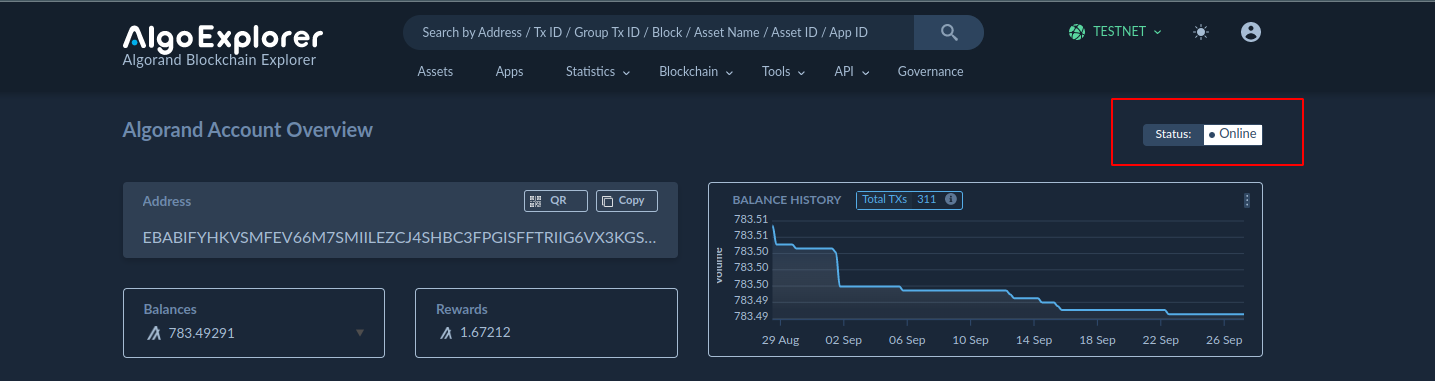 AlgoExplorer
Algorand Blockchain Explorer
Search by Address / Tx ID / Group Tx ID / Block / Asset Name / Asset ID / App ID
TESTNET
Assets Apps Statistics Blockchain Tools API Governance
Algorand Account Overview
Status: Online
Address
QR
Copy
EBABIFYHKVSMFEV66M7SMIILEZCJ4SHBC3FPGISFFTRIIG6VX3KGS...
Balances
783.49291
Rewards
1.67212
BALANCE HISTORY
Total TXs 311
Volume
783.51
783.51
783.50
783.50
783.50
783.49
783.49
29 Aug 02 Sep 06 Sep 10 Sep 14 Sep 18 Sep 22 Sep 26 Sep